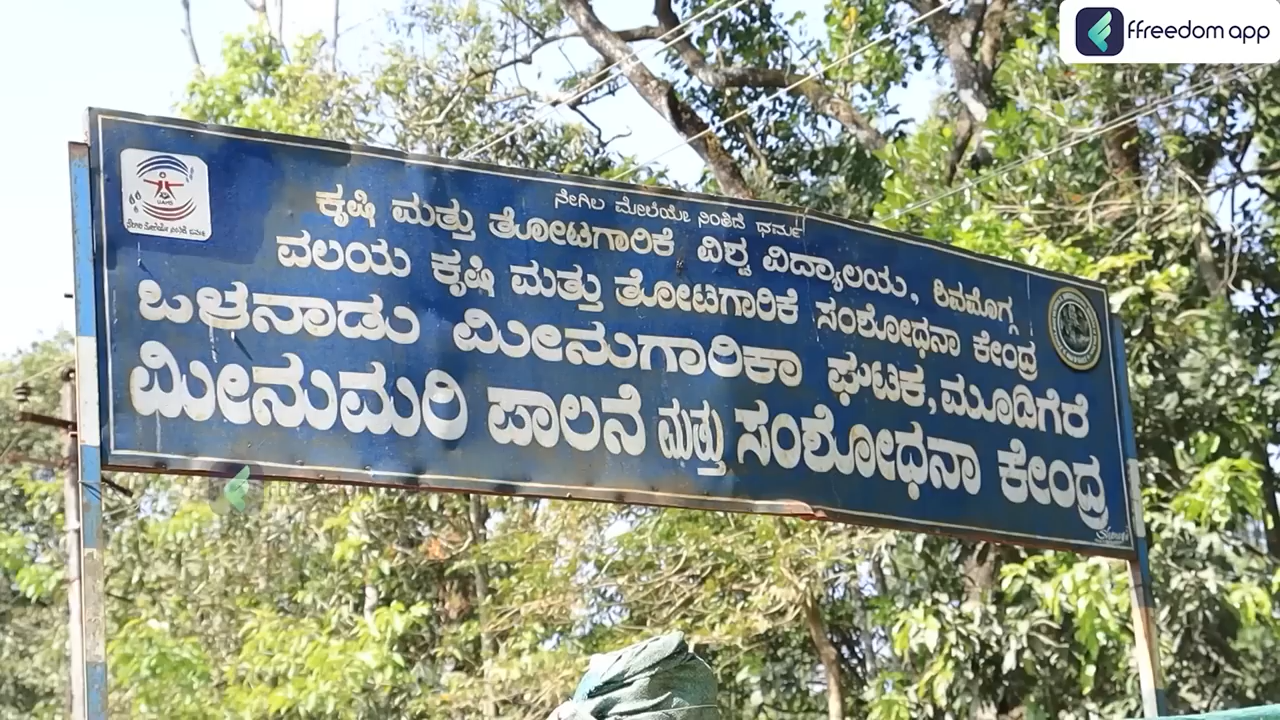 ffreedom app
ನೇಗಿಲ ಮೇಲೆಯೇ ನಿಂತಿದೆ ಧರ್ಮ
ಕೃಷಿ ಮತ್ತು ತೋಟಗಾರಿಕೆ ವಿಶ್ವ ವಿದ್ಯಾಲಯ, ಶಿವಮೊಗ್ಗ
ವಲಯ ಕೃಷಿ ಮತ್ತು ತೋಟಗಾರಿಕೆ ಸಂಶೋಧನಾ ಕೇಂದ್ರ
ಒಳನಾಡು ಮೀನುಗಾರಿಕಾ ಘಟಕ, ಮೂಡಿಗೆರೆ
ಮೀನುಮರಿ ಪಾಲನೆ ಮತ್ತು ಸಂಶೋಧನಾ ಕೇಂದ್ರ